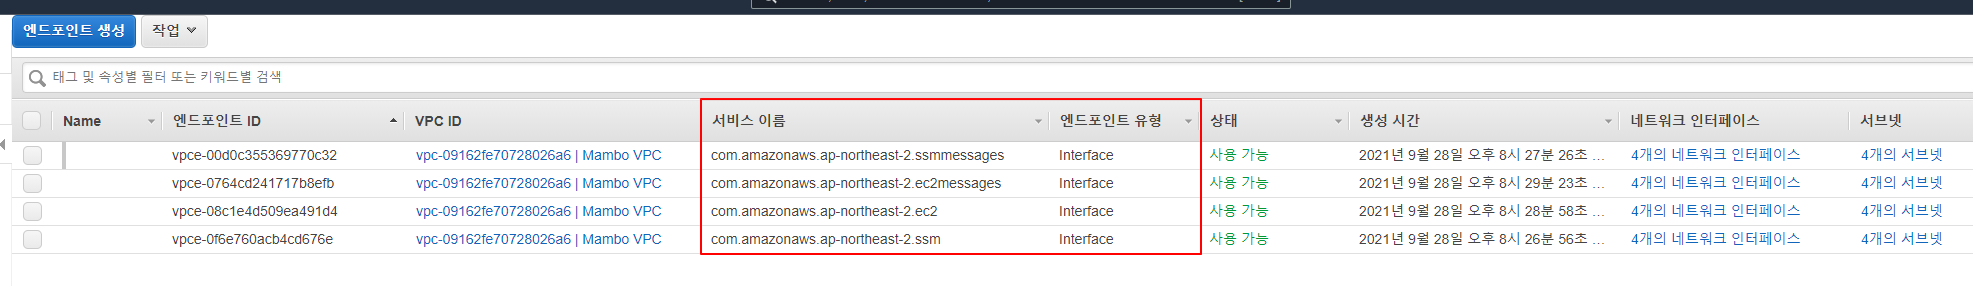 엔드포인트 생성 작업
태그 및 속성별 필터 또는 키워드별 검색
Name 엔드포인트 ID VPC ID 서비스 이름 엔드포인트 유형 상태 생성 시간 네트워크 인터페이스 서브넷
vpce-00d0c355369770c32 vpc-09162fe70728026a6 | Mambo VPC com.amazonaws.ap-northeast-2.ssmmessages Interface 사용 가능 2021년 9월 28일 오후 8시 27분 26초 ... 4개의 네트워크 인터페이스 4개의 서브넷
vpce-0764cd241717b8efb vpc-09162fe70728026a6 | Mambo VPC com.amazonaws.ap-northeast-2.ec2messages Interface 사용 가능 2021년 9월 28일 오후 8시 29분 23초 ... 4개의 네트워크 인터페이스 4개의 서브넷
vpce-08c1e4d509ea491d4 vpc-09162fe70728026a6 | Mambo VPC com.amazonaws.ap-northeast-2.ec2 Interface 사용 가능 2021년 9월 28일 오후 8시 28분 58초 ... 4개의 네트워크 인터페이스 4개의 서브넷
vpce-0f6e760acb4cd676e vpc-09162fe70728026a6 | Mambo VPC com.amazonaws.ap-northeast-2.ssm Interface 사용 가능 2021년 9월 28일 오후 8시 26분 56초 ... 4개의 네트워크 인터페이스 4개의 서브넷